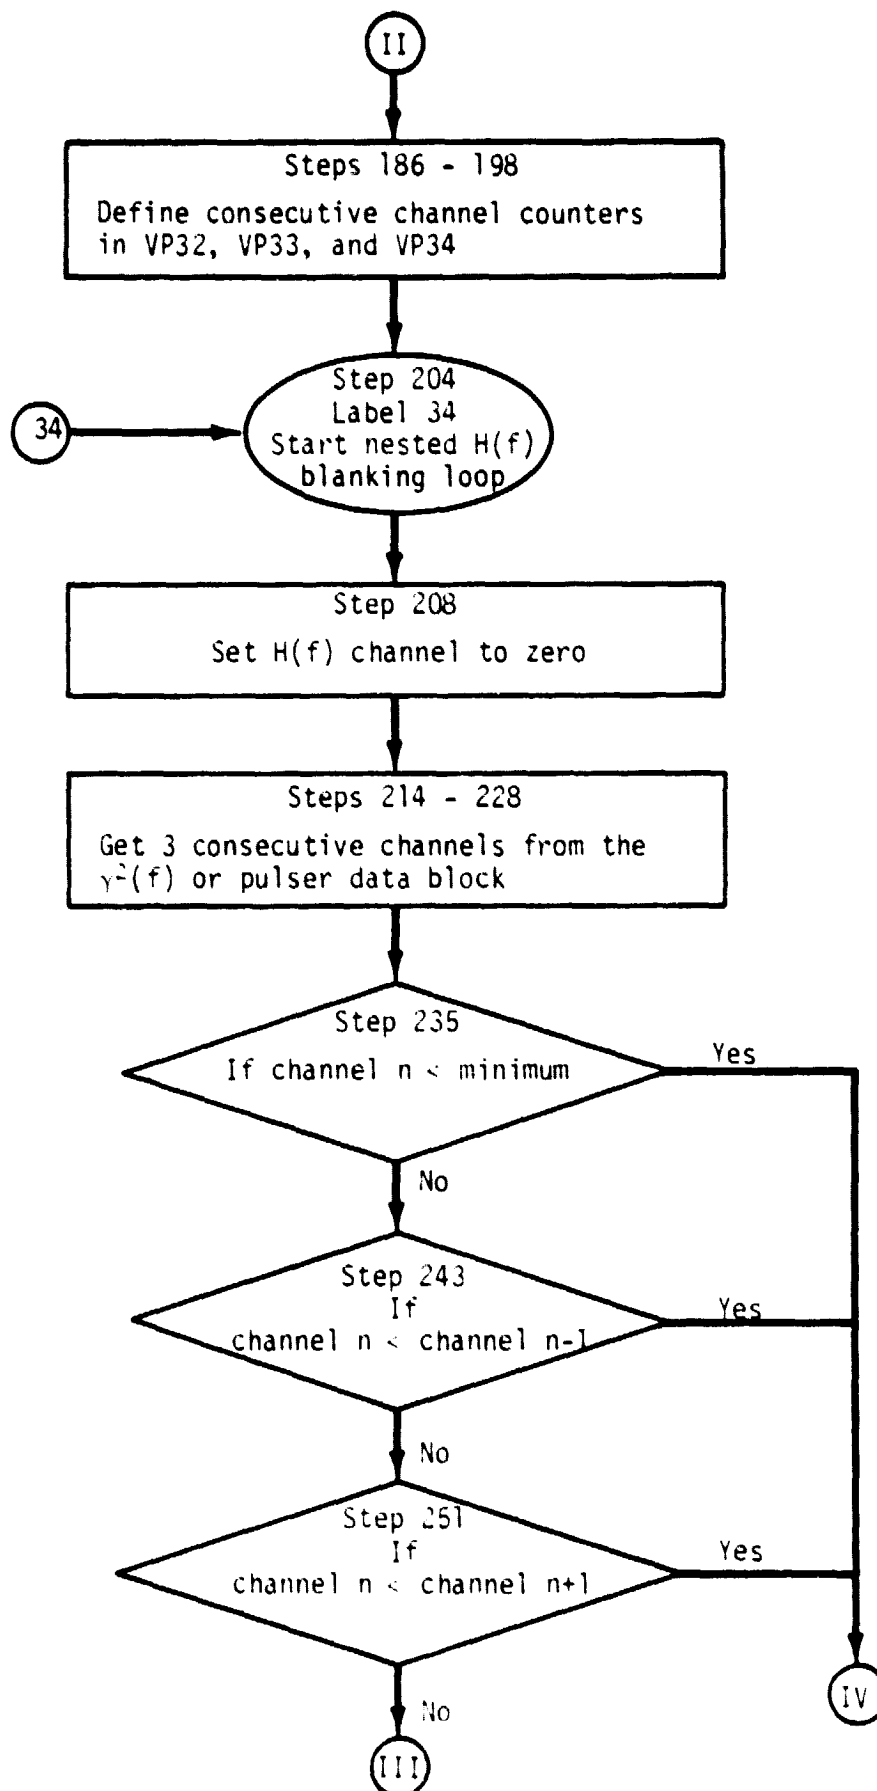 II
Steps 186 - 198
Define consecutive channel counters
in VP32, VP33, and VP34
Step 204
Label 34
34
Start nested H(f)
blanking loop
Step 208
Set H(f) channel to zero
Steps 214 - 228
Get 3 consecutive channels from the
γ²(f) or pulser data block
Step 235
If channel n < minimum
Yes
No
Step 243
If
channel n < channel n-1
Yes
No
Step 251
If
channel n < channel n+1
Yes
No
IV
III